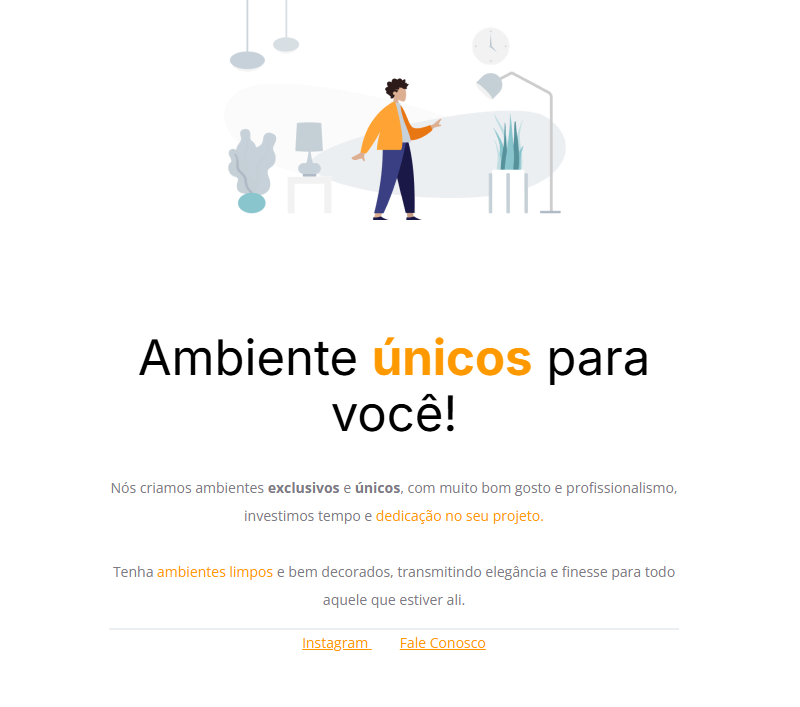 Ambiente únicos para
você!
Nós criamos ambientes exclusivos e únicos, com muito bom gosto e profissionalismo,
investimos tempo e dedicação no seu projeto.
Tenha ambientes limpos e bem decorados, transmitindo elegância e finesse para todo
aquele que estiver ali.
Instagram Fale Conosco